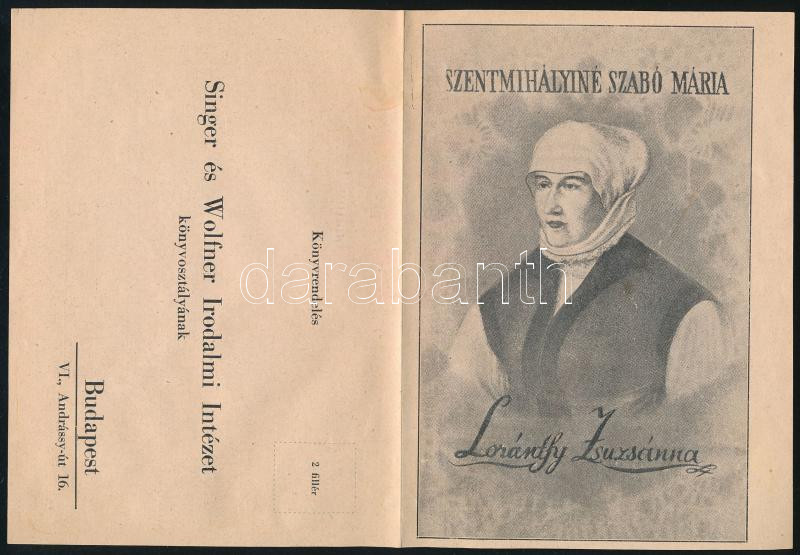 Könyvrendelés
2 fillér
Singer és Wolfner Irodalmi Intézet
könyvosztályának
Budapest
VI., Andrássy-út 16.
SZENTMIHÁLYINÉ SZABÓ MÁRIA
Lorántfy Zsuzsánna
darabanth